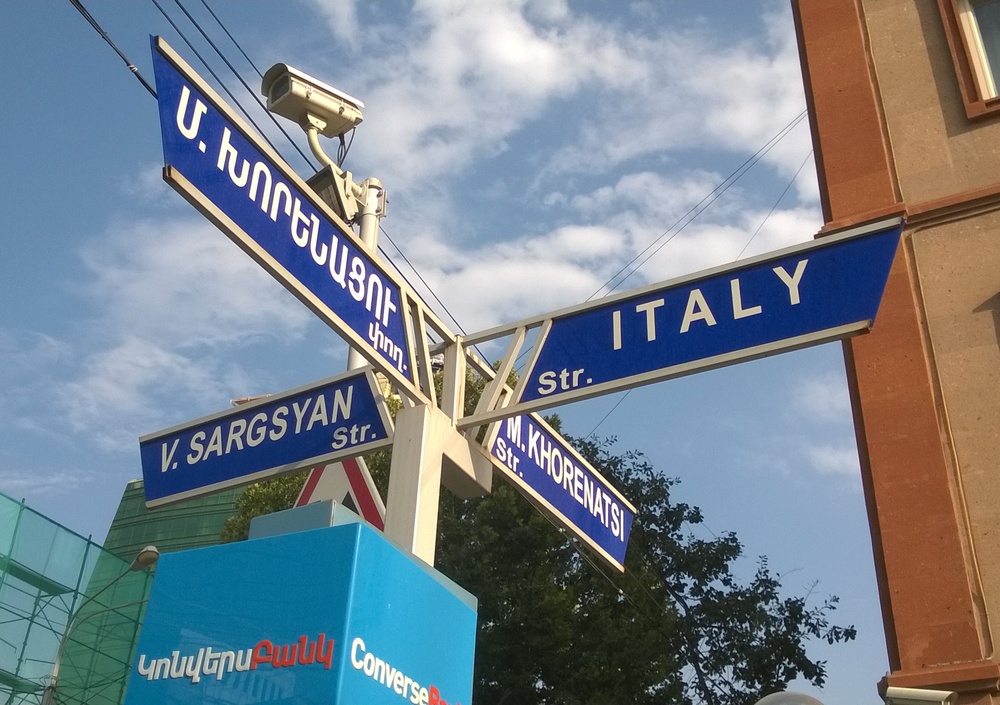 Մ. ԽՈՐԵՆԱՑՈՒ
փող.
ITALY
Str.
V. SARGSYAN
Str.
M. KHORENATSI
Str.
ԿոնվերսԲանկ
Converse